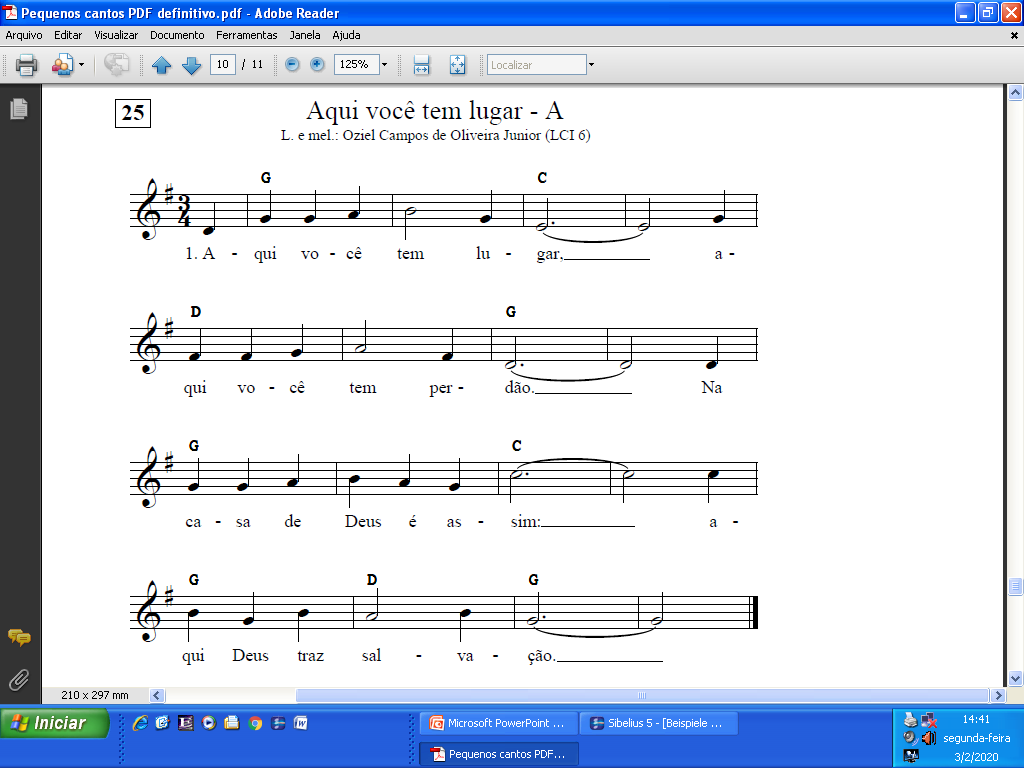 Pequenos cantos PDF definitivo.pdf - Adobe Reader
Arquivo Editar Visualizar Documento Ferramentas Janela Ajuda
10 / 11 125% Localizar
25 Aqui você tem lugar - A
L. e mel.: Oziel Campos de Oliveira Junior (LCI 6)
G C
3
4
1. A - qui vo - cê tem lu - gar, a -
D G
qui vo - cê tem per - dão. Na
G C
ca - sa de Deus é as - sim: a -
G D G
qui Deus traz sal - va - ção.
210 x 297 mm
Iniciar Microsoft PowerPoint ... Sibelius 5 - [Beispiele ... 14:41
segunda-feira
Pequenos cantos PDF... 3/2/2020